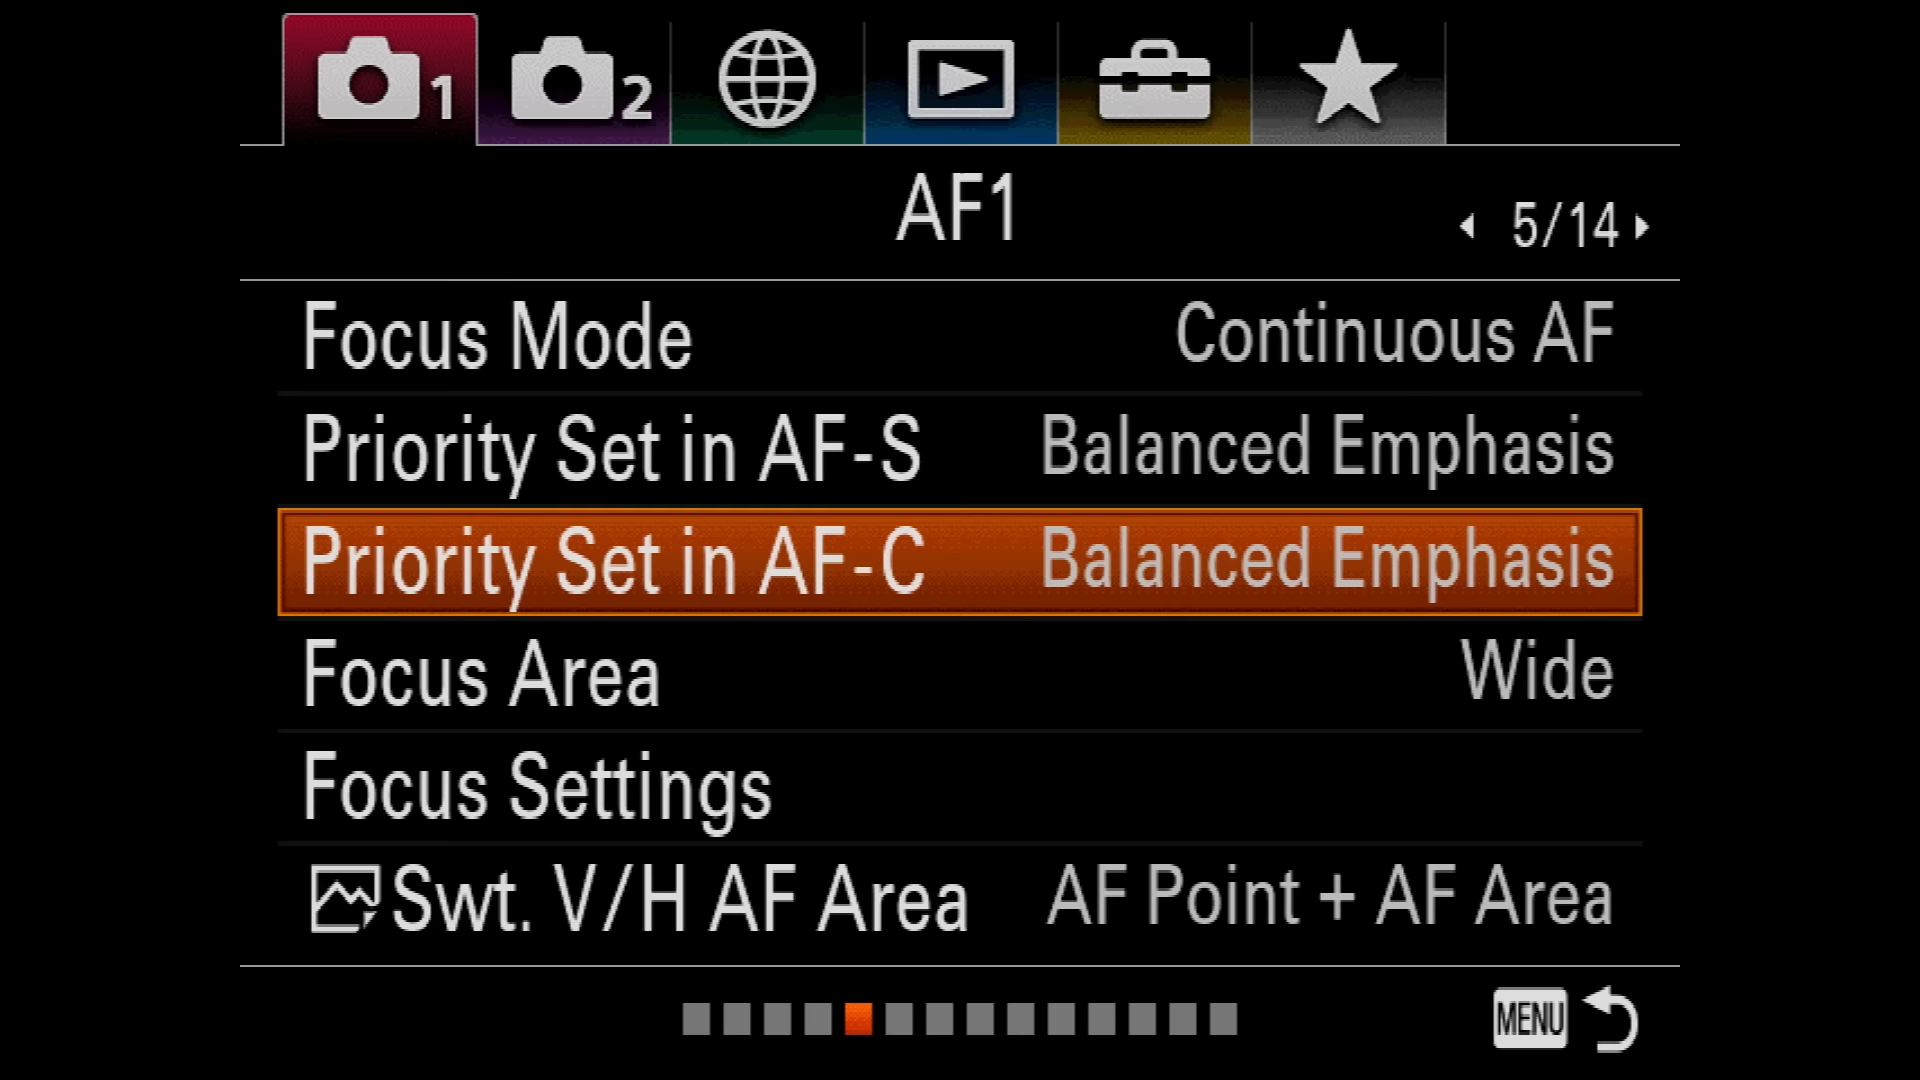 1 2
AF1
5/14
Focus Mode Continuous AF
Priority Set in AF-S Balanced Emphasis
Priority Set in AF-C Balanced Emphasis
Focus Area Wide
Focus Settings
Swt. V/H AF Area AF Point + AF Area
MENU